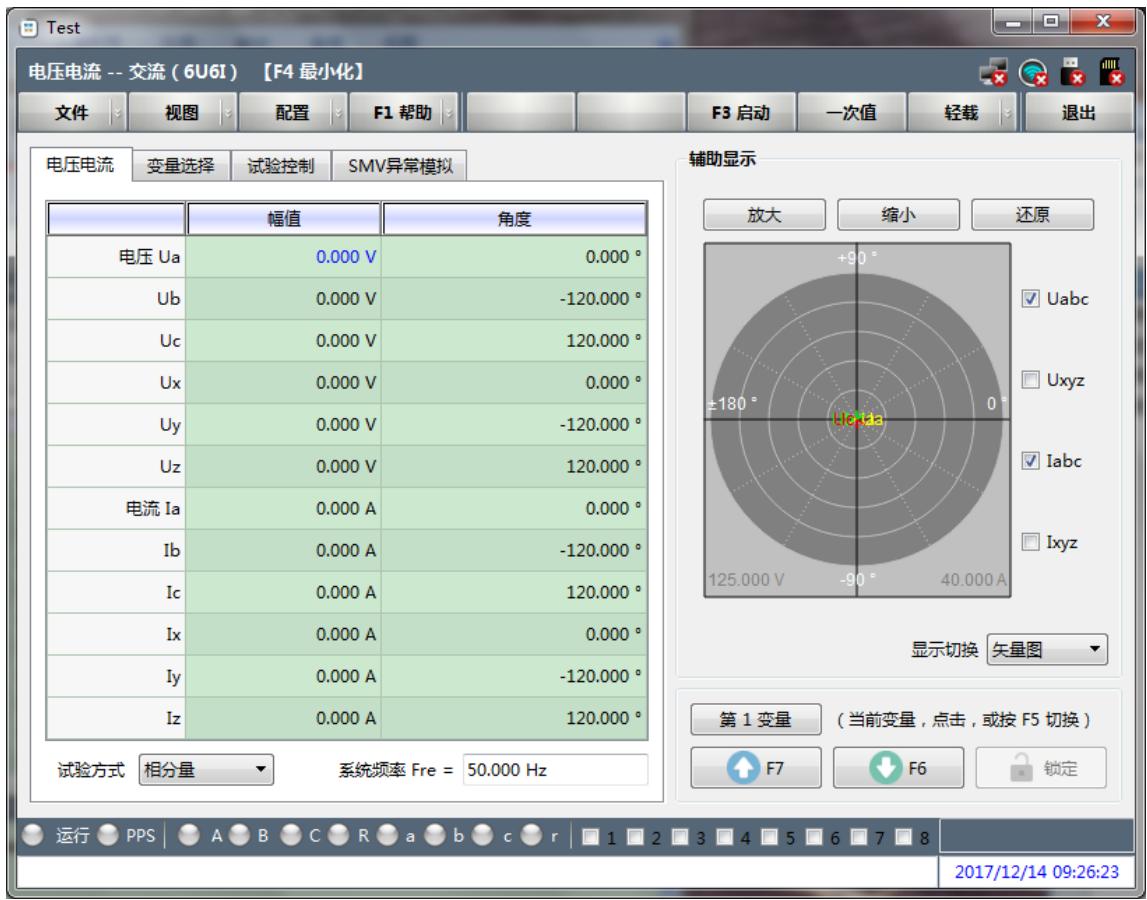 Test
电压电流 -- 交流 ( 6U6I ) 【F4 最小化】
文件 视图 配置 F1 帮助 F3 启动 一次值 轻载 退出
电压电流 变量选择 试验控制 SMV异常模拟
幅值 角度
电压 Ua 0.000 V 0.000 °
Ub 0.000 V -120.000 °
Uc 0.000 V 120.000 °
Ux 0.000 V 0.000 °
Uy 0.000 V -120.000 °
Uz 0.000 V 120.000 °
电流 Ia 0.000 A 0.000 °
Ib 0.000 A -120.000 °
Ic 0.000 A 120.000 °
Ix 0.000 A 0.000 °
Iy 0.000 A -120.000 °
Iz 0.000 A 120.000 °
试验方式 相分量 系统频率 Fre = 50.000 Hz
辅助显示
放大 缩小 还原
+90 °
±180 ° 0 °
125.000 V -90 ° 40.000 A
Uabc
Uxyz
Iabc
Ixyz
显示切换 矢量图
第 1 变量 ( 当前变量 , 点击 , 或按 F5 切换 )
F7 F6 锁定
运行 PPS A B C R a b c r 1 2 3 4 5 6 7 8
2017/12/14 09:26:23